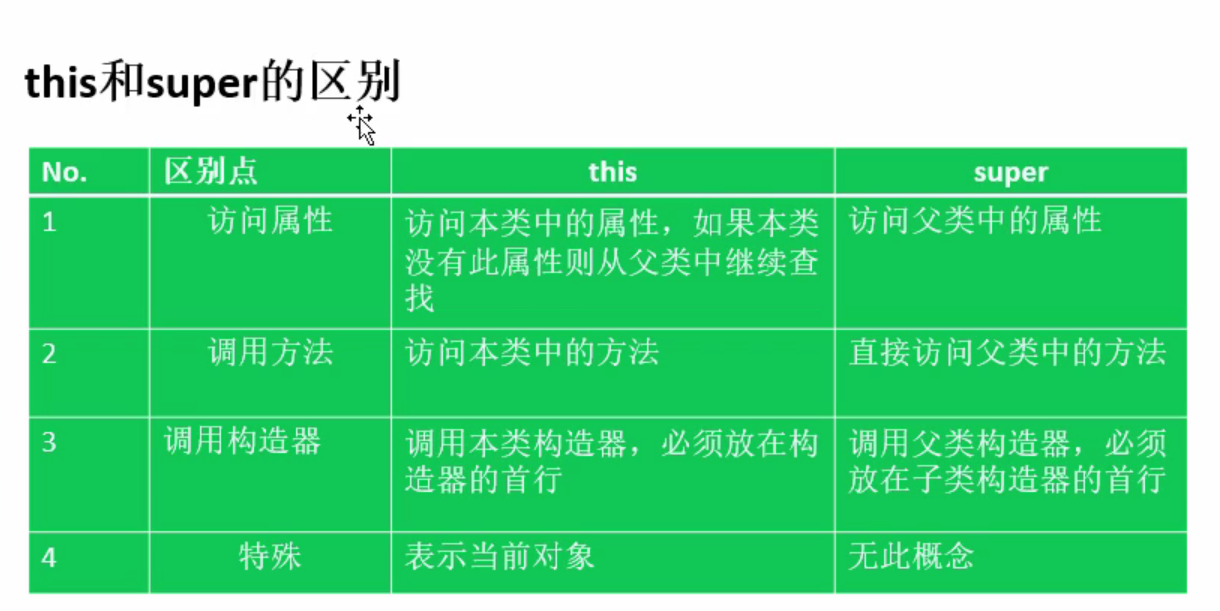 this和super的区别
No. 区别点 this super
1 访问属性 访问本类中的属性，如果本类 访问父类中的属性
没有此属性则从父类中继续查
找
2 调用方法 访问本类中的方法 直接访问父类中的方法
3 调用构造器 调用本类构造器，必须放在构 调用父类构造器，必须
造器的首行 放在子类构造器的首行
4 特殊 表示当前对象 无此概念